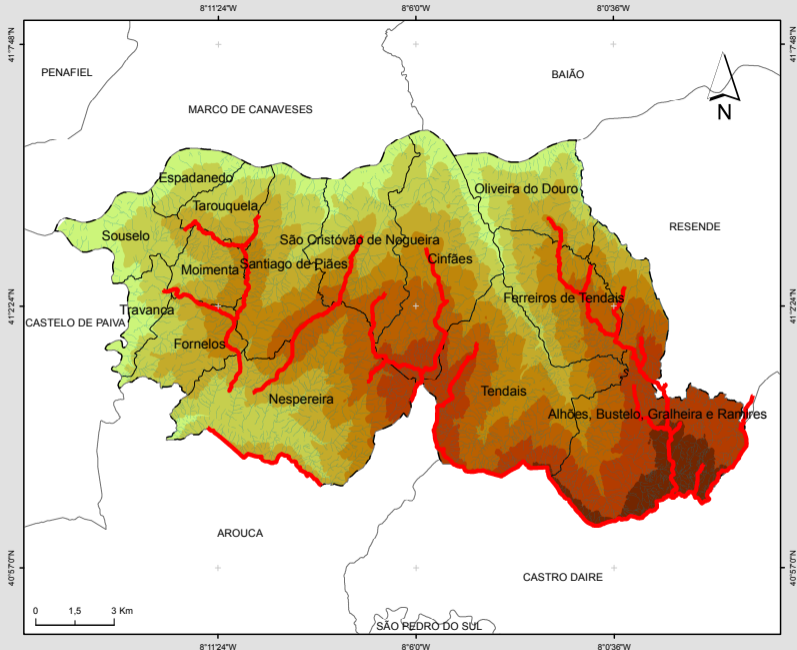 8°11'24"W
8°6'0"W
8°0'36"W
41°7'48"N
41°7'48"N
PENAFIEL
BAIÃO
MARCO DE CANAVESES
N
Espadanedo
Oliveira do Douro
Tarouquela
RESENDE
Souselo
São Cristóvão de Nogueira
Cinfães
Santiago de Piães
Moimenta
Ferreiros de Tendais
41°2'24"N
41°2'24"N
Travanca
CASTELO DE PAIVA
Fornelos
Tendais
Nespereira
Alhões, Bustelo, Gralheira e Ramires
AROUCA
40°57'0"N
40°57'0"N
CASTRO DAIRE
0 1,5 3 Km
SÃO PEDRO DO SUL
8°11'24"W
8°6'0"W
8°0'36"W